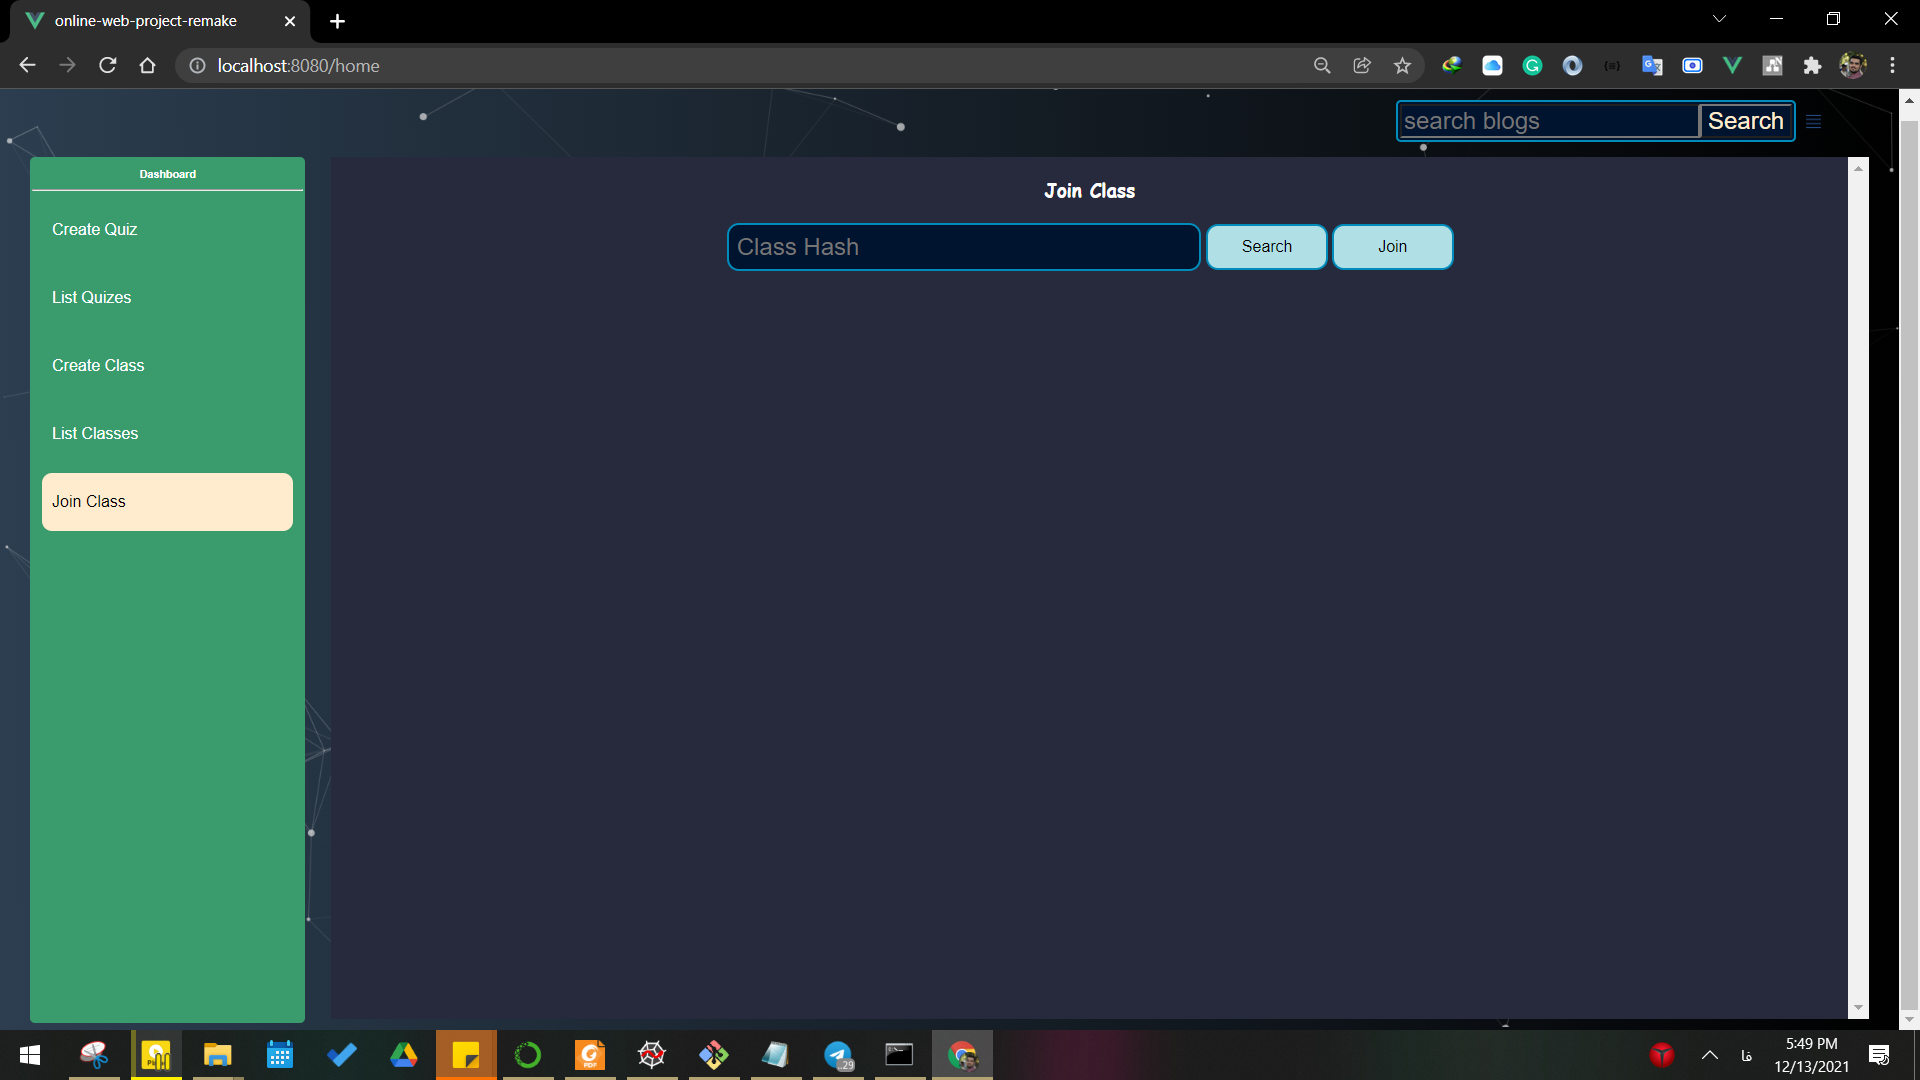 online-web-project-remake
localhost:8080/home
search blogs
Search
Dashboard
Create Quiz
List Quizes
Create Class
List Classes
Join Class
Join Class
Class Hash
Search
Join
..29
فا
5:49 PM
12/13/2021